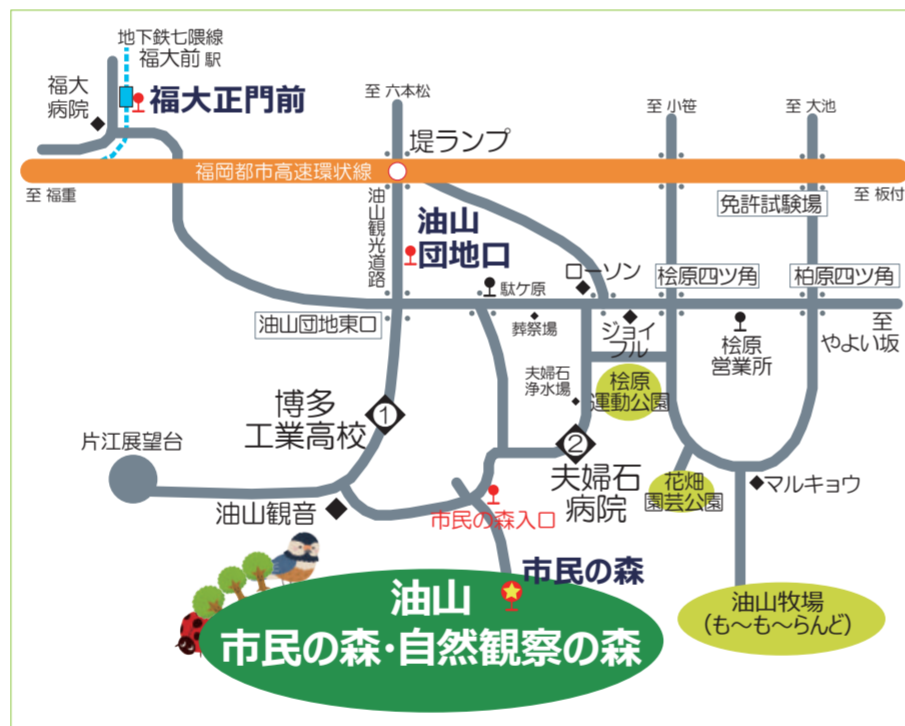 地下鉄七隈線
福大前 駅
福大
病院
福大正門前
至 六本松
堤ランプ
至 小笹
至 大池
福岡都市高速環状線
至 福重
至 板付
免許試験場
油山観光道路
油山
団地口
ローソン
桧原四ツ角
柏原四ツ角
駄ケ原
油山団地東口
葬祭場
ジョイ
フル
桧原
営業所
至
やよい坂
夫婦石
浄水場
桧原
運動公園
博多
工業高校
①
②
片江展望台
夫婦石
病院
花畑
園芸公園
マルキョウ
油山観音
市民の森入口
市民の森
油山
市民の森・自然観察の森
油山牧場
(も〜も〜らんど)